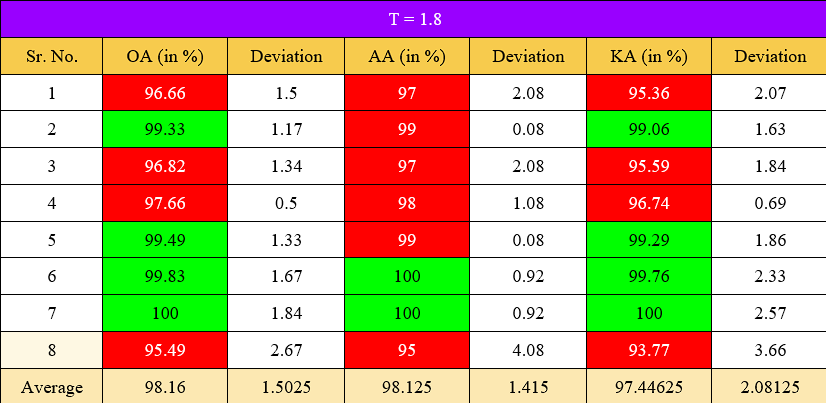 T = 1.8
Sr. No. OA (in %) Deviation AA (in %) Deviation KA (in %) Deviation
1 96.66 1.5 97 2.08 95.36 2.07
2 99.33 1.17 99 0.08 99.06 1.63
3 96.82 1.34 97 2.08 95.59 1.84
4 97.66 0.5 98 1.08 96.74 0.69
5 99.49 1.33 99 0.08 99.29 1.86
6 99.83 1.67 100 0.92 99.76 2.33
7 100 1.84 100 0.92 100 2.57
8 95.49 2.67 95 4.08 93.77 3.66
Average 98.16 1.5025 98.125 1.415 97.44625 2.08125